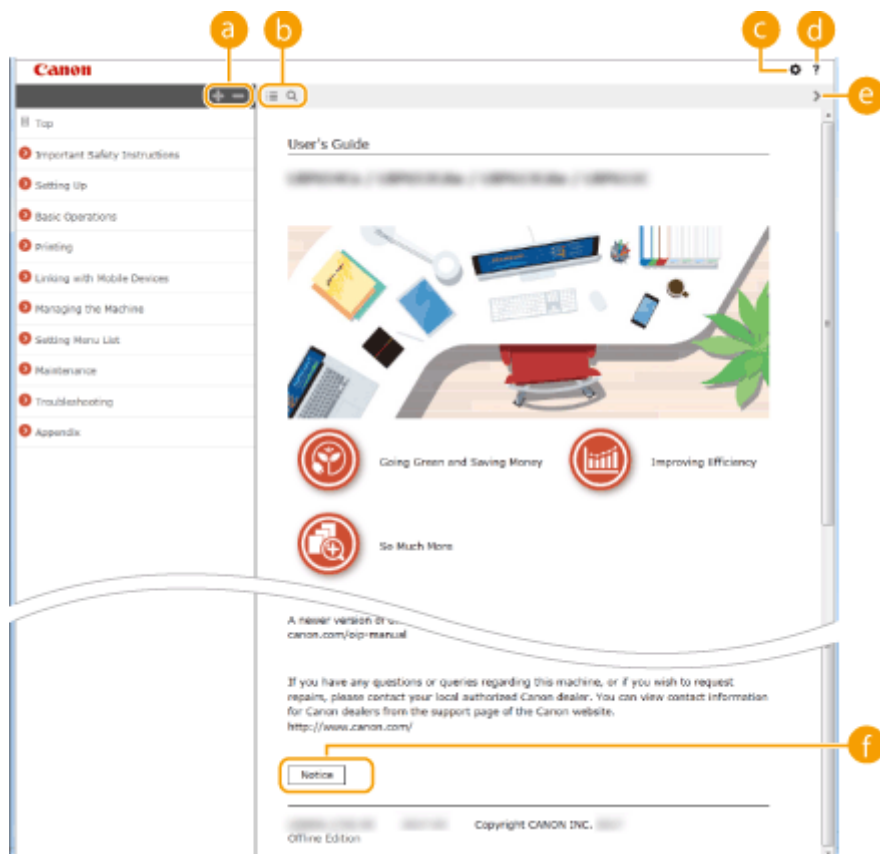 a
b
c
d
Canon
+ −
?
e
Top
Important Safety Instructions
Setting Up
Basic Operations
Printing
Linking with Mobile Devices
Managing the Machine
Setting Menu List
Maintenance
Troubleshooting
Appendix
User's Guide
Going Green and Saving Money
Improving Efficiency
So Much More
A newer version of
canon.com/oip-manual
If you have any questions or queries regarding this machine, or if you wish to request
repairs, please contact your local authorized Canon dealer. You can view contact information
for Canon dealers from the support page of the Canon website.
http://www.canon.com/
f
Notice
Copyright CANON INC.
Offline Edition